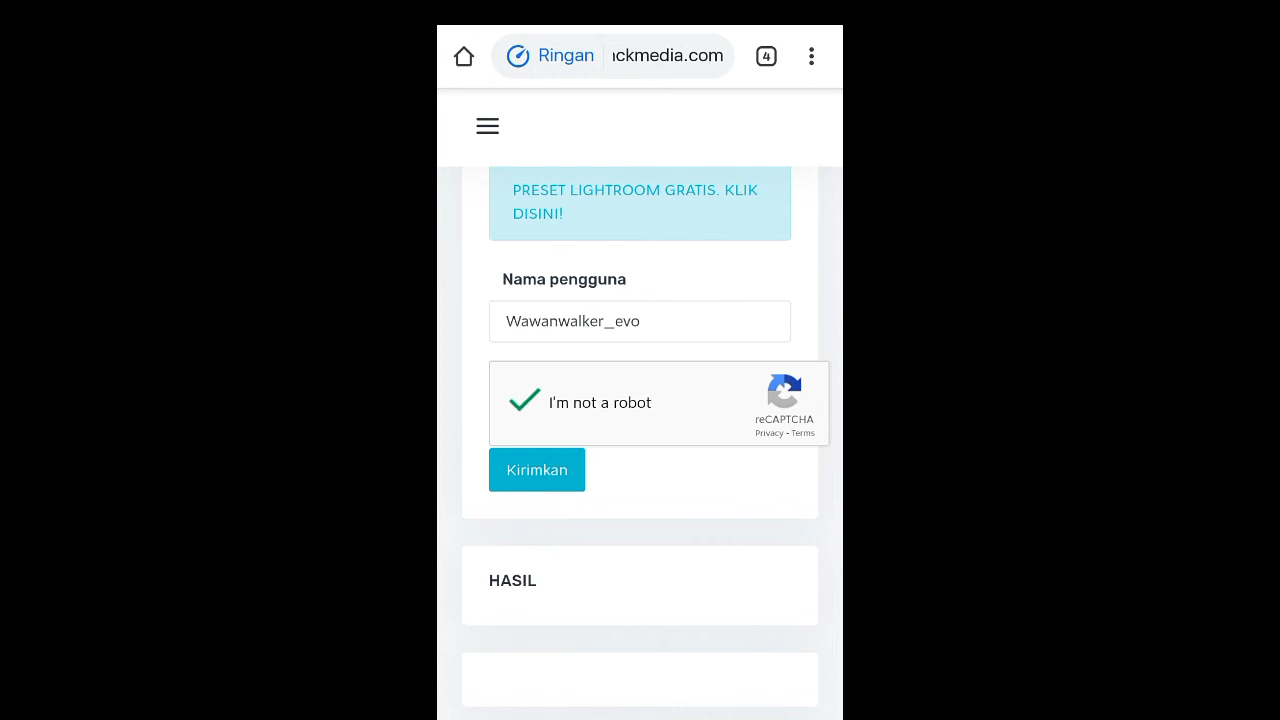 Ringan ckmedia.com 4
PRESET LIGHTROOM GRATIS. KLIK
DISINI!
Nama pengguna
Wawanwalker_evo
I'm not a robot
reCAPTCHA
Privacy - Terms
Kirimkan
HASIL